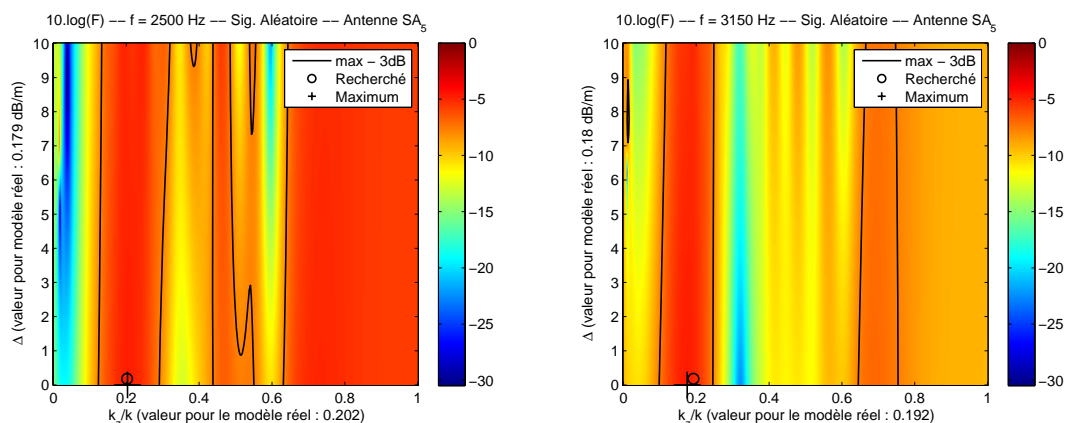 10.log(F) −− f = 2500 Hz −− Sig. Aléatoire −− Antenne SA5
max − 3dB
Recherché
Maximum
Δ (valeur pour modèle réel : 0.179 dB/m)
10
9
8
7
6
5
4
3
2
1
0
0 0.2 0.4 0.6 0.8 1
kz/k (valeur pour le modèle réel : 0.202)
0
−5
−10
−15
−20
−25
−30
10.log(F) −− f = 3150 Hz −− Sig. Aléatoire −− Antenne SA5
max − 3dB
Recherché
Maximum
Δ (valeur pour modèle réel : 0.18 dB/m)
10
9
8
7
6
5
4
3
2
1
0
0 0.2 0.4 0.6 0.8 1
kz/k (valeur pour le modèle réel : 0.192)
0
−5
−10
−15
−20
−25
−30